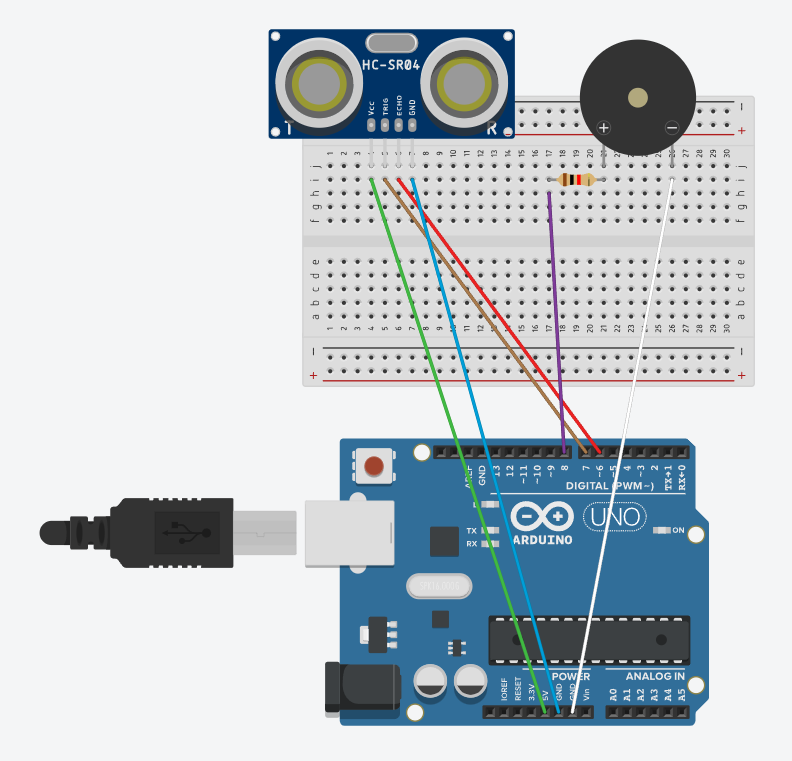 HC-SR04
Vcc TRIG ECHO GND
T R
+ −
−
+
1 2 3 4 5 6 7 8 9 10 11 12 13 14 15 16 17 18 19 20 21 22 23 24 25 26 27 28 29 30
j j
i i
h h
g g
f f
e e
d d
c c
b b
a a
1 2 3 4 5 6 7 8 9 10 11 12 13 14 15 16 17 18 19 20 21 22 23 24 25 26 27 28 29 30
− −
+ +
AREF GND 13 12 ~11 ~10 ~9 8 7 ~6 ~5 4 ~3 2 TX→1 RX←0
DIGITAL (PWM~)
L
TX
RX
ARDUINO
UNO
ON
POWER ANALOG IN
IOREF RESET 3.3V 5V GND GND Vin A0 A1 A2 A3 A4 A5